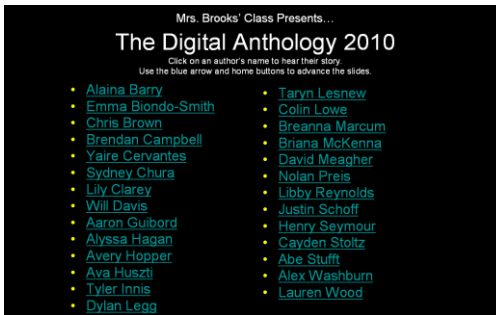 Mrs. Brooks' Class Presents…
The Digital Anthology 2010
Click on an author's name to hear their story.
Use the blue arrow and home buttons to advance the slides.
• Alaina Barry
• Emma Biondo-Smith
• Chris Brown
• Brendan Campbell
• Yaire Cervantes
• Sydney Chura
• Lily Clarey
• Will Davis
• Aaron Guibord
• Alyssa Hagan
• Avery Hopper
• Ava Huszti
• Tyler Innis
• Dylan Legg
• Taryn Lesnew
• Colin Lowe
• Breanna Marcum
• Briana McKenna
• David Meagher
• Nolan Preis
• Libby Reynolds
• Justin Schoff
• Henry Seymour
• Cayden Stoltz
• Abe Stufft
• Alex Washburn
• Lauren Wood